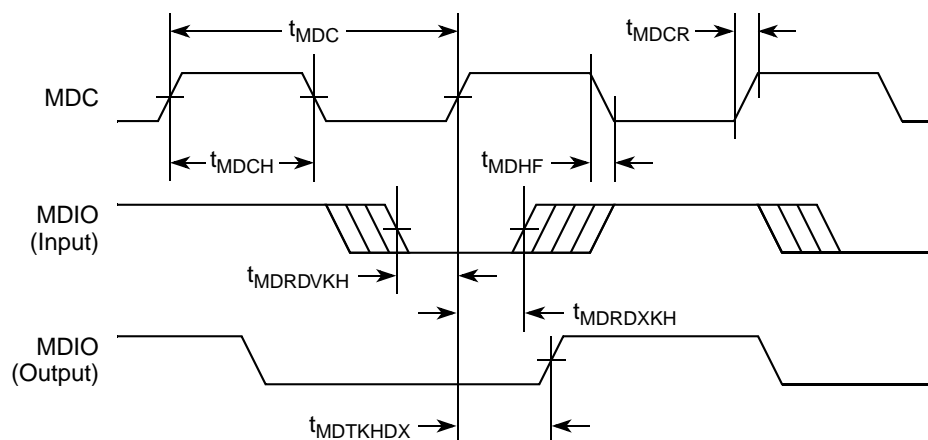 tMDC
tMDCR
MDC
tMDCH
tMDHF
MDIO
(Input)
tMDRDVKH
tMDRDXKH
MDIO
(Output)
tMDTKHDX